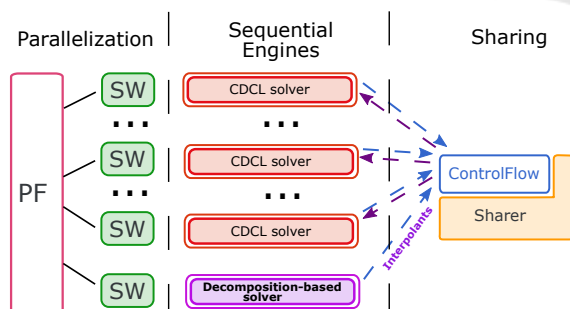 Parallelization
Sequential
Engines
Sharing
PF
SW
CDCL solver
...
...
SW
CDCL solver
...
...
SW
CDCL solver
SW
Decomposition-based
solver
Interpolants
ControlFlow
Sharer